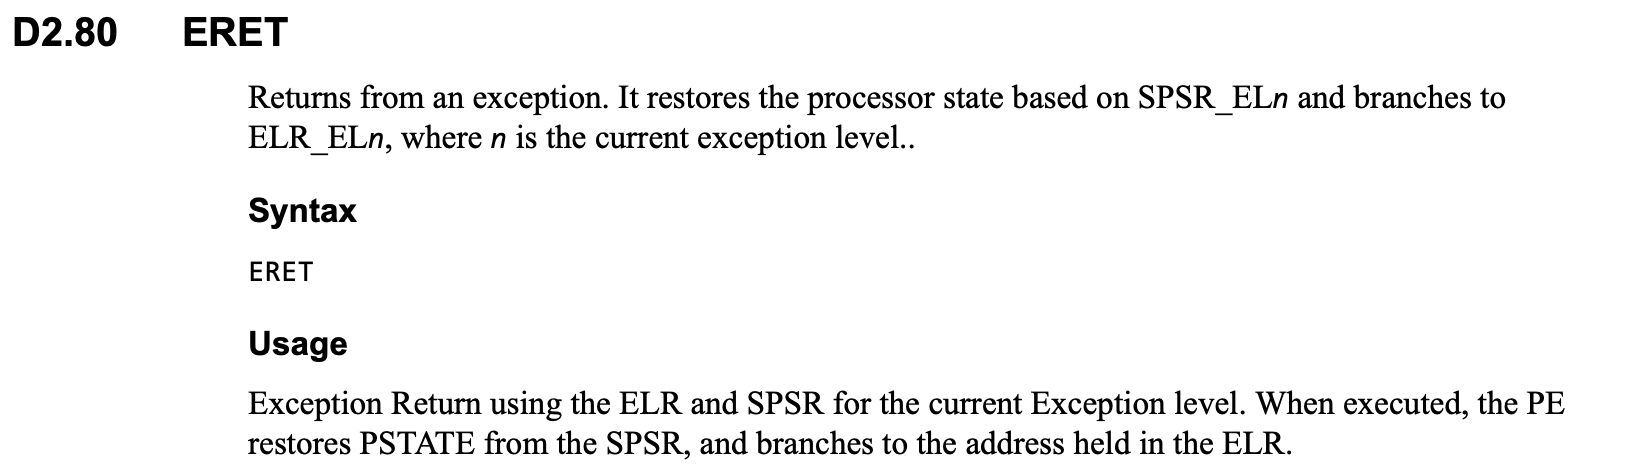 D2.80 ERET
Returns from an exception. It restores the processor state based on SPSR_ELn and branches to
ELR_ELn, where n is the current exception level..
Syntax
ERET
Usage
Exception Return using the ELR and SPSR for the current Exception level. When executed, the PE
restores PSTATE from the SPSR, and branches to the address held in the ELR.